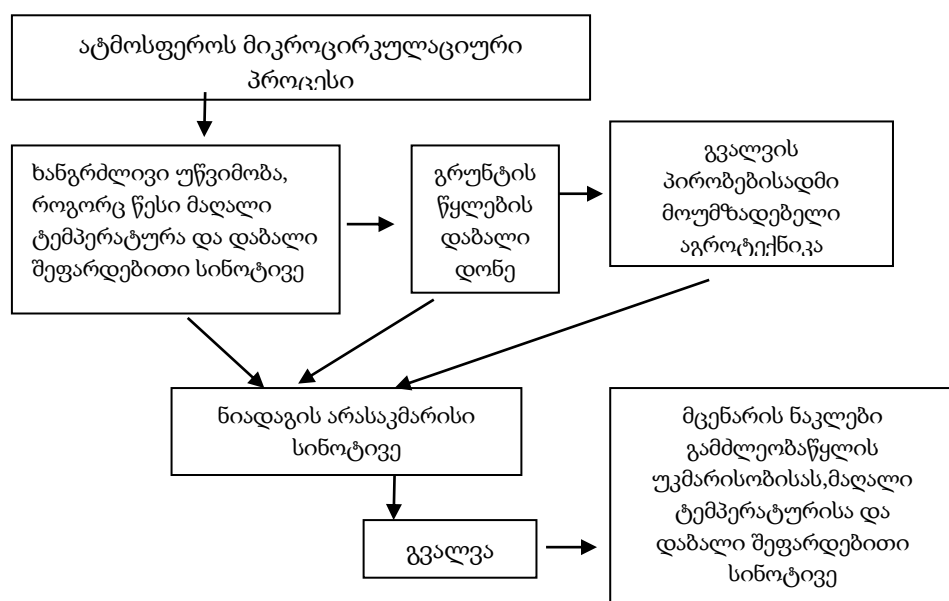 ატმოსფეროს მიკროცირკულაციური
პროცესი
ხანგრძლივი უწვიმობა,
როგორც წესი მაღალი
ტემპერატურა და დაბალი
შეფარდებითი სინოტივე
გრუნტის
წყლების
დაბალი
დონე
გვალვის
პირობებისადმი
მოუმზადებელი
აგროტექნიკა
ნიადაგის არასაკმარისი
სინოტივე
მცენარის ნაკლები
გამძლეობაწყლის
უკმარისობისას,მაღალი
ტემპერატურისა და
დაბალი შეფარდებითი
სინოტივე
გვალვა